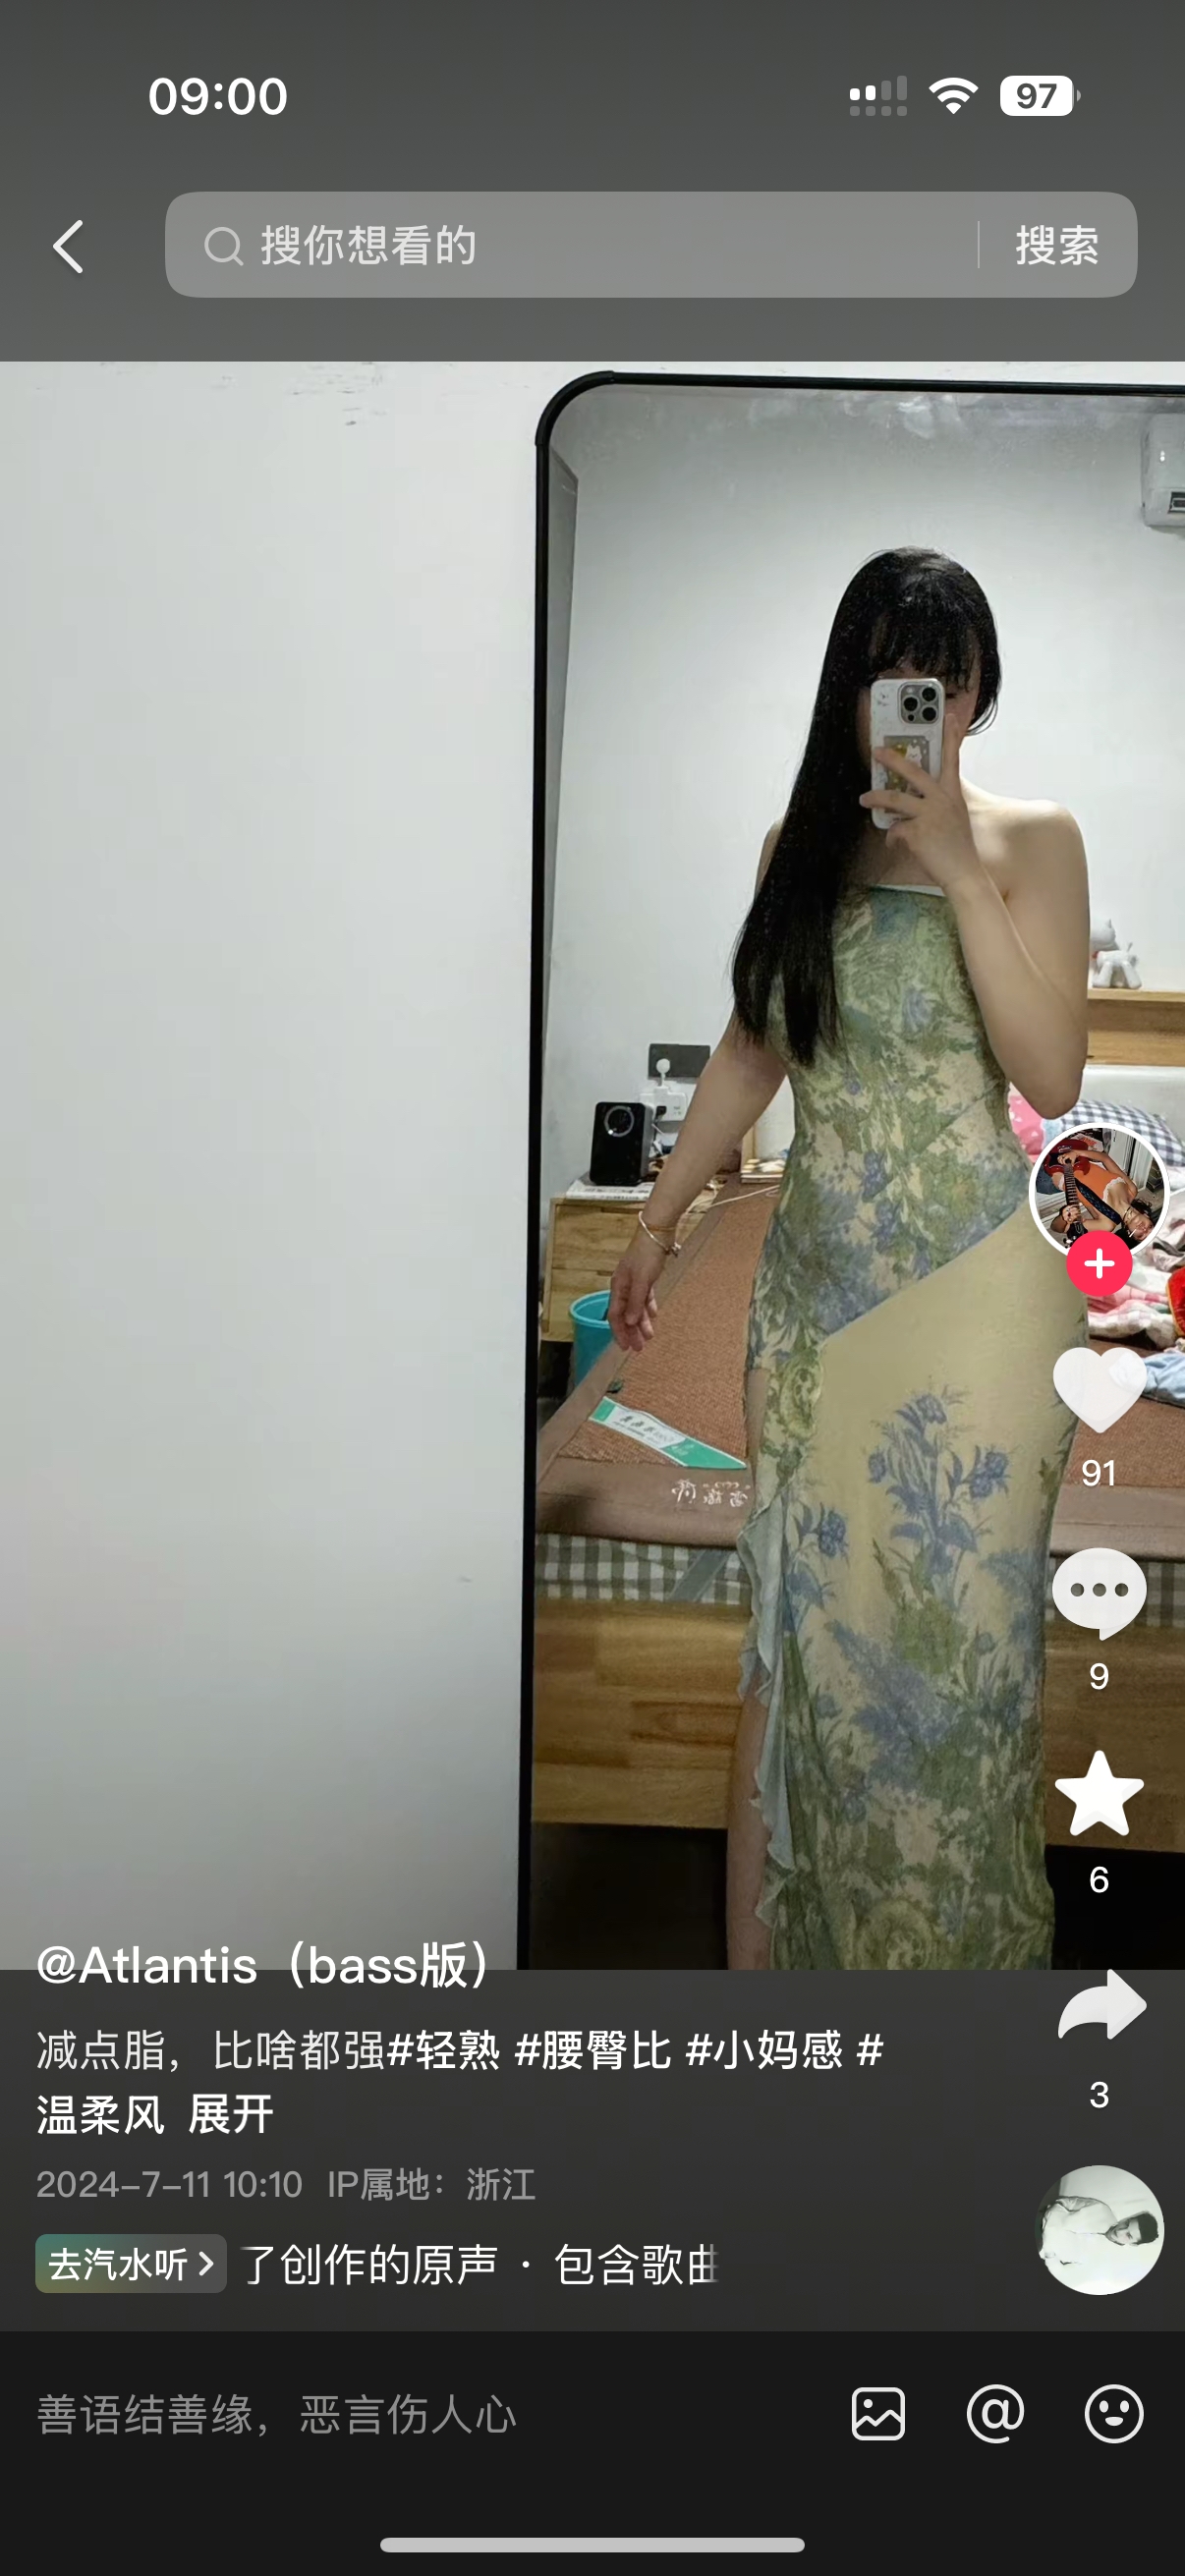 09:00
97
搜你想看的
搜索
91
9
6
@Atlantis（bass版）
减点脂，比啥都强#轻熟 #腰臀比 #小妈感 #
温柔风 展开
3
2024-7-11 10:10 IP属地：浙江
去汽水听
了创作的原声 · 包含歌曲
善语结善缘，恶言伤人心